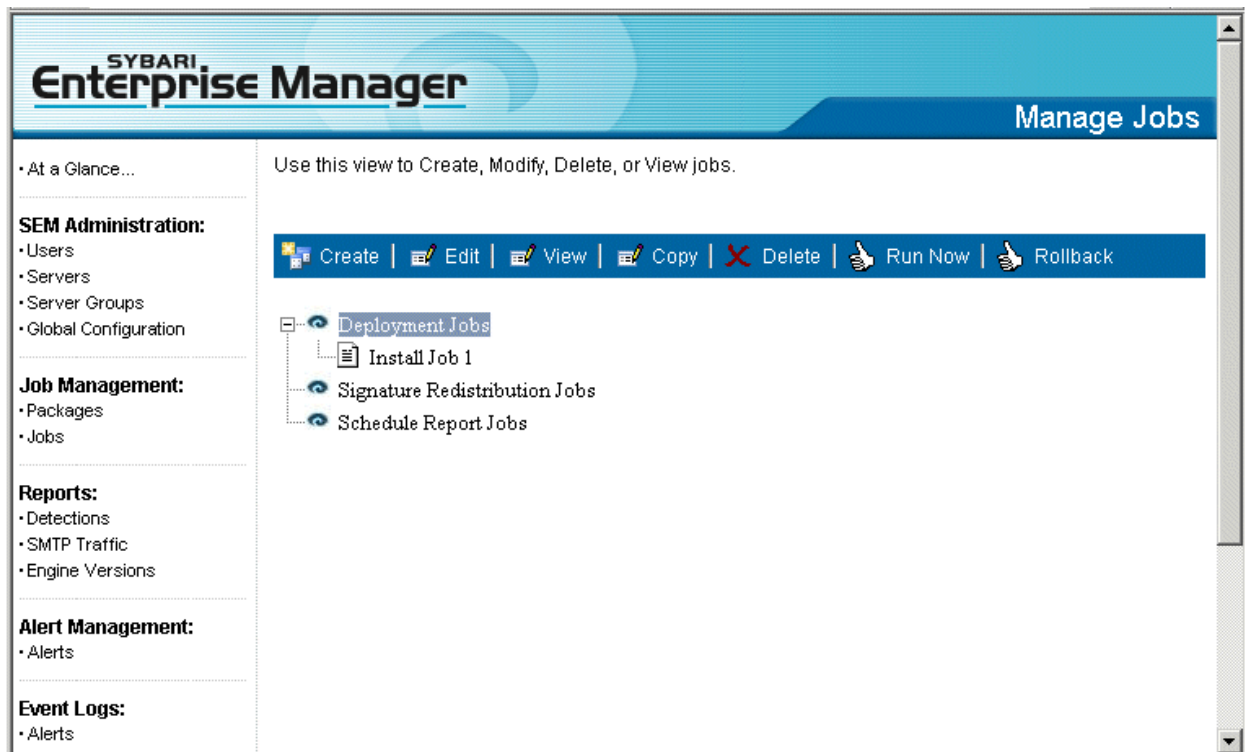 SYBARI
Enterprise Manager
Manage Jobs
• At a Glance...
SEM Administration:
• Users
• Servers
• Server Groups
• Global Configuration
Job Management:
• Packages
• Jobs
Reports:
• Detections
• SMTP Traffic
• Engine Versions
Alert Management:
• Alerts
Event Logs:
• Alerts
Use this view to Create, Modify, Delete, or View jobs.
Create | Edit | View | Copy | Delete | Run Now | Rollback
Deployment Jobs
Install Job 1
Signature Redistribution Jobs
Schedule Report Jobs